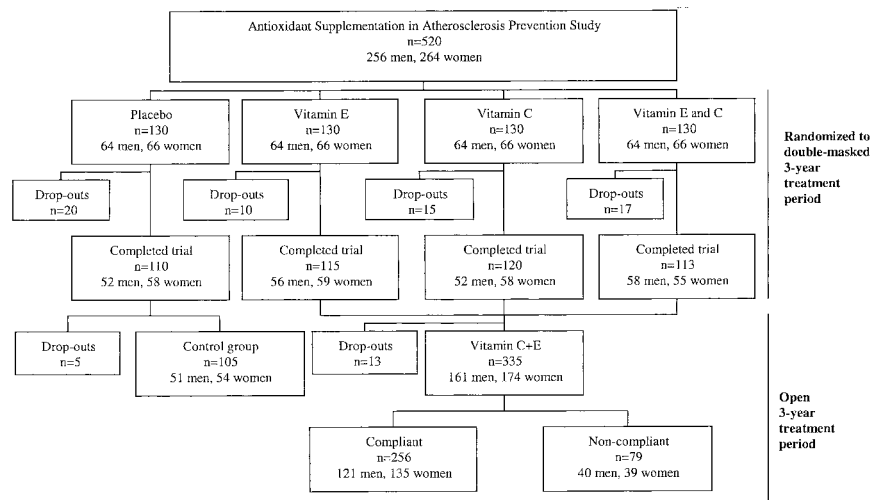 Antioxidant Supplementation in Atherosclerosis Prevention Study
n=520
256 men, 264 women
Placebo
n=130
64 men, 66 women
Vitamin E
n=130
64 men, 66 women
Vitamin C
n=130
64 men, 66 women
Vitamin E and C
n=130
64 men, 66 women
Randomized to
double-masked
3-year
treatment
period
Drop-outs
n=20
Drop-outs
n=10
Drop-outs
n=15
Drop-outs
n=17
Completed trial
n=110
52 men, 58 women
Completed trial
n=115
56 men, 59 women
Completed trial
n=120
52 men, 58 women
Completed trial
n=113
58 men, 55 women
Drop-outs
n=5
Control group
n=105
51 men, 54 women
Drop-outs
n=13
Vitamin C+E
n=335
161 men, 174 women
Open
3-year
treatment
period
Compliant
n=256
121 men, 135 women
Non-compliant
n=79
40 men, 39 women